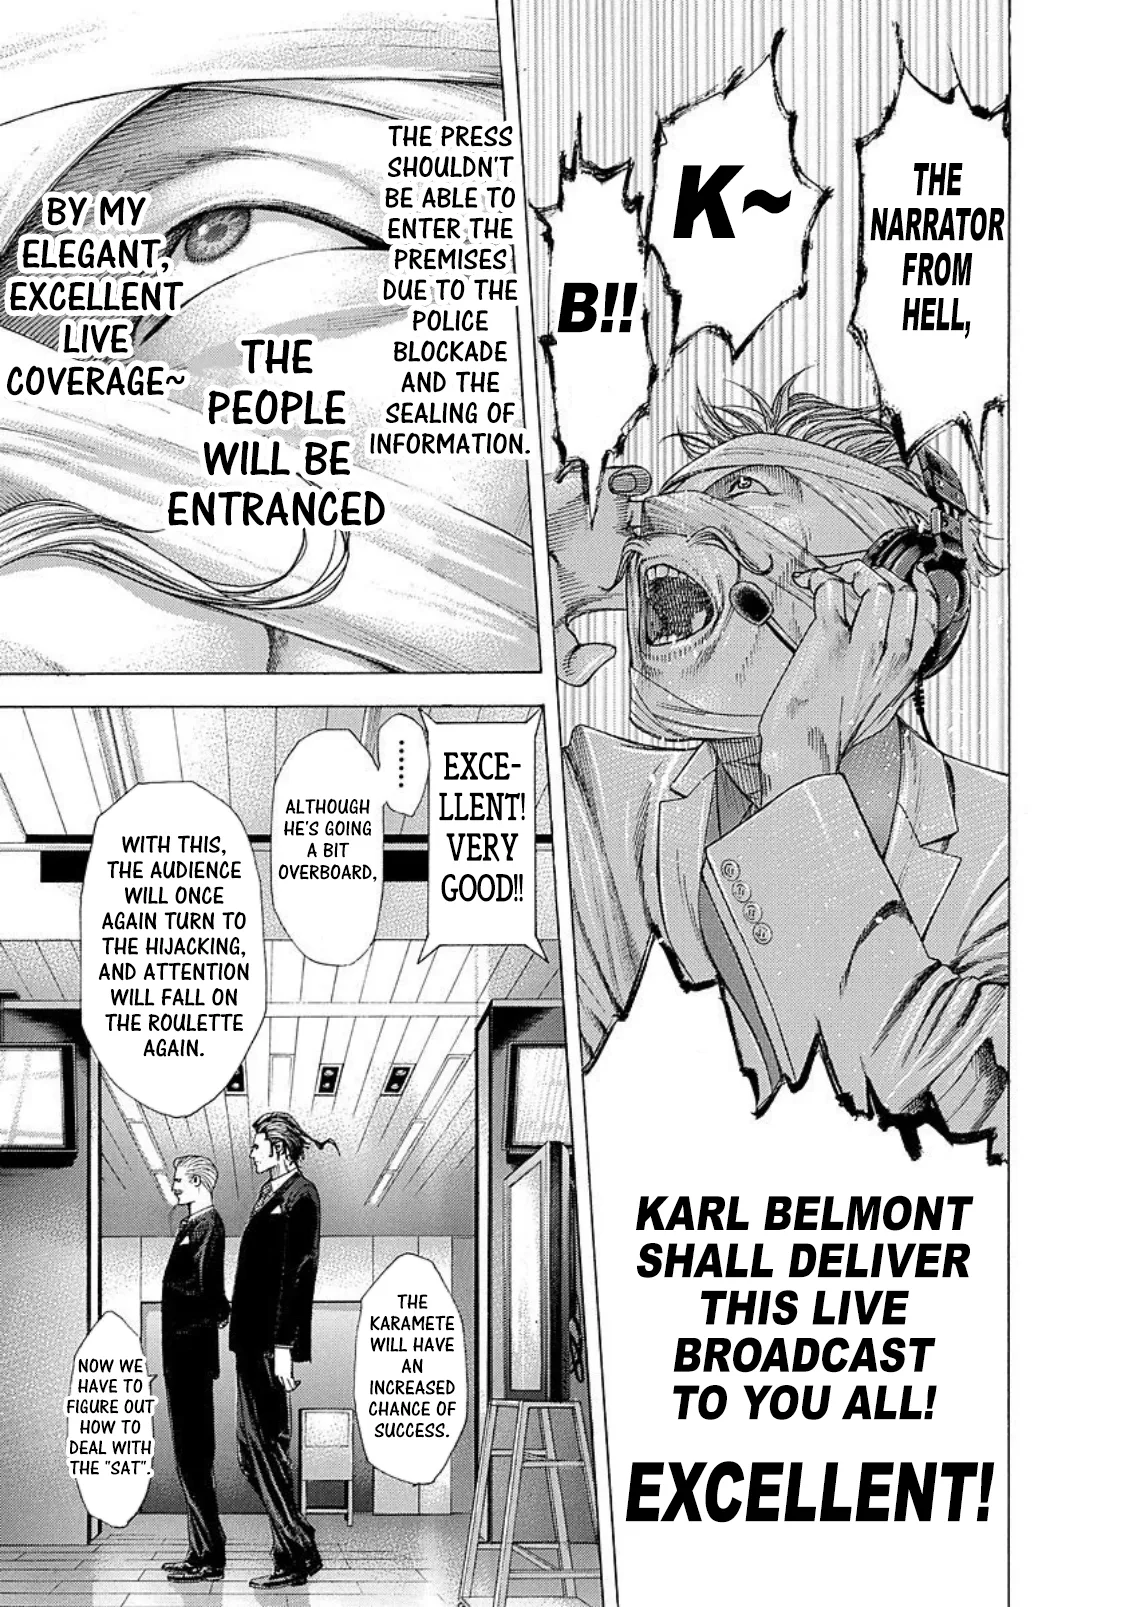 THE
NARRATOR
FROM
HELL,
K~
B!!
KARL BELMONT
SHALL DELIVER
THIS LIVE
BROADCAST
TO YOU ALL!
EXCELLENT!
THE PRESS
SHOULDN'T
BE ABLE TO
ENTER THE
PREMISES
DUE TO THE
POLICE
BLOCKADE
AND THE
SEALING OF
INFORMATION.
BY MY
ELEGANT,
EXCELLENT
LIVE
COVERAGE~
THE
PEOPLE
WILL BE
ENTRANCED
EXCE-
LLENT!
VERY
GOOD!!
......
ALTHOUGH
HE'S GOING
A BIT
OVERBOARD,
WITH THIS,
THE AUDIENCE
WILL ONCE
AGAIN TURN TO
THE HIJACKING,
AND ATTENTION
WILL FALL ON
THE ROULETTE
AGAIN.
THE
KARAMETE
WILL HAVE
AN
INCREASED
CHANCE OF
SUCCESS.
NOW WE
HAVE TO
FIGURE OUT
HOW TO
DEAL WITH
THE "SAT".